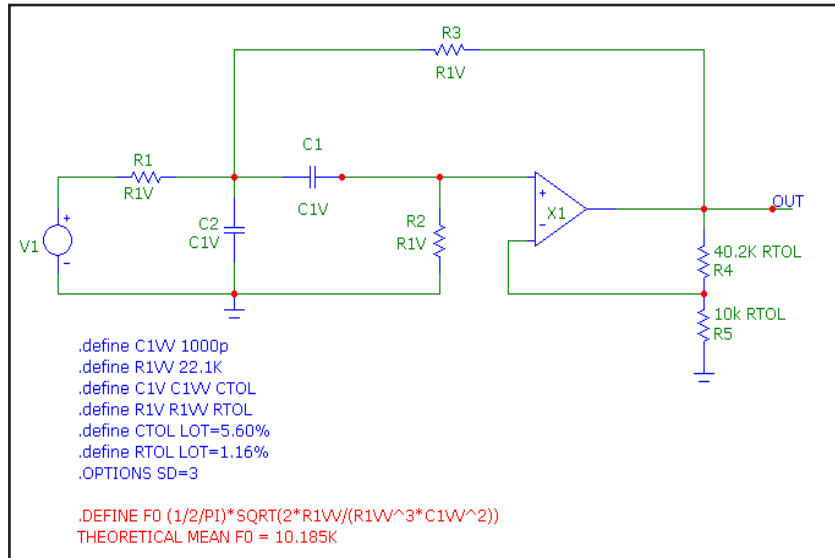 R3
R1V
C1
C1V
R1
R1V
C2
C1V
R2
R1V
V1
+
-
+
-
X1
OUT
40.2K RTOL
R4
10k RTOL
R5
.define C1VV 1000p
.define R1VV 22.1K
.define C1V C1VV CTOL
.define R1V R1VV RTOL
.define CTOL LOT=5.60%
.define RTOL LOT=1.16%
.OPTIONS SD=3
.DEFINE F0 (1/2/PI)*SQRT(2*R1VV/(R1VV^3*C1VV^2))
THEORETICAL MEAN F0 = 10.185K